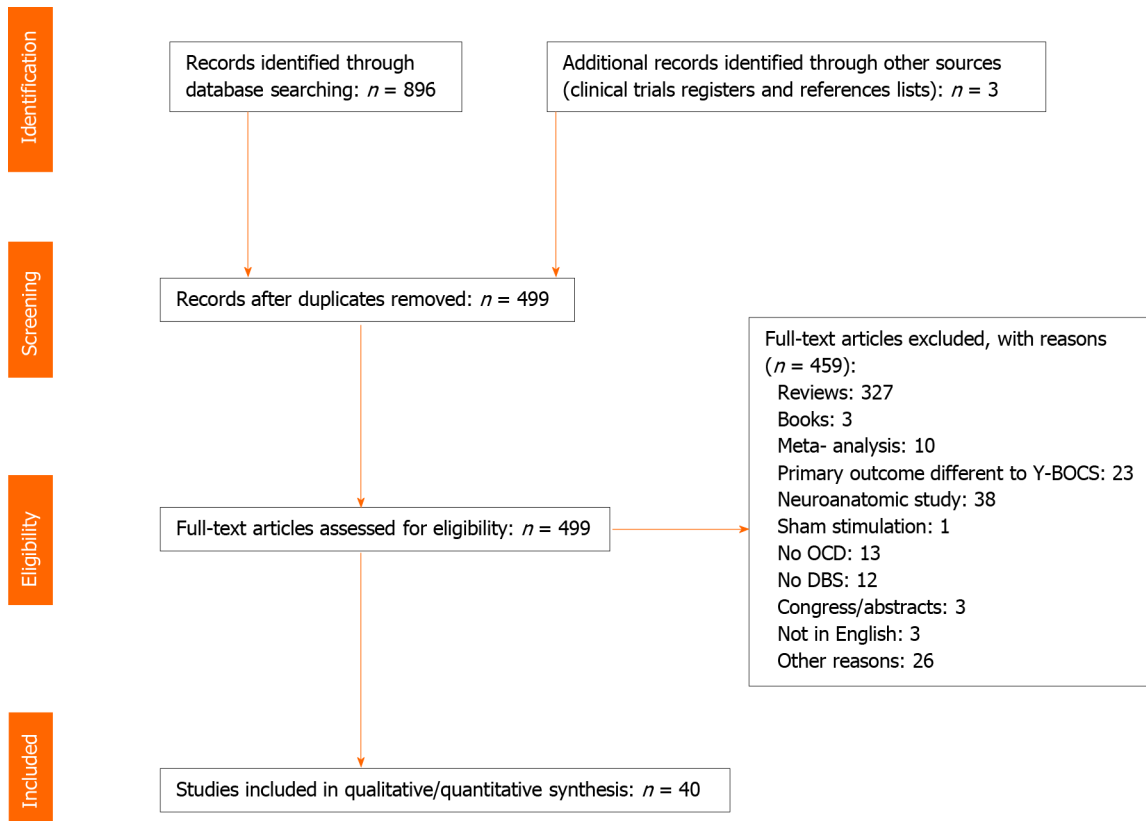 Identification
Records identified through
database searching: n = 896
Additional records identified through other sources
(clinical trials registers and references lists): n = 3
Screening
Records after duplicates removed: n = 499
Full-text articles excluded, with reasons
(n = 459):
Reviews: 327
Books: 3
Meta- analysis: 10
Primary outcome different to Y-BOCS: 23
Neuroanatomic study: 38
Sham stimulation: 1
No OCD: 13
No DBS: 12
Congress/abstracts: 3
Not in English: 3
Other reasons: 26
Eligibility
Full-text articles assessed for eligibility: n = 499
Included
Studies included in qualitative/quantitative synthesis: n = 40